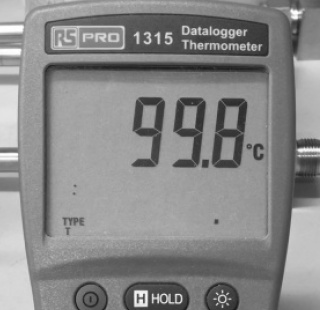 RS PRO 1315 Datalogger
Thermometer
99.8 °C
:
TYPE
T
H HOLD